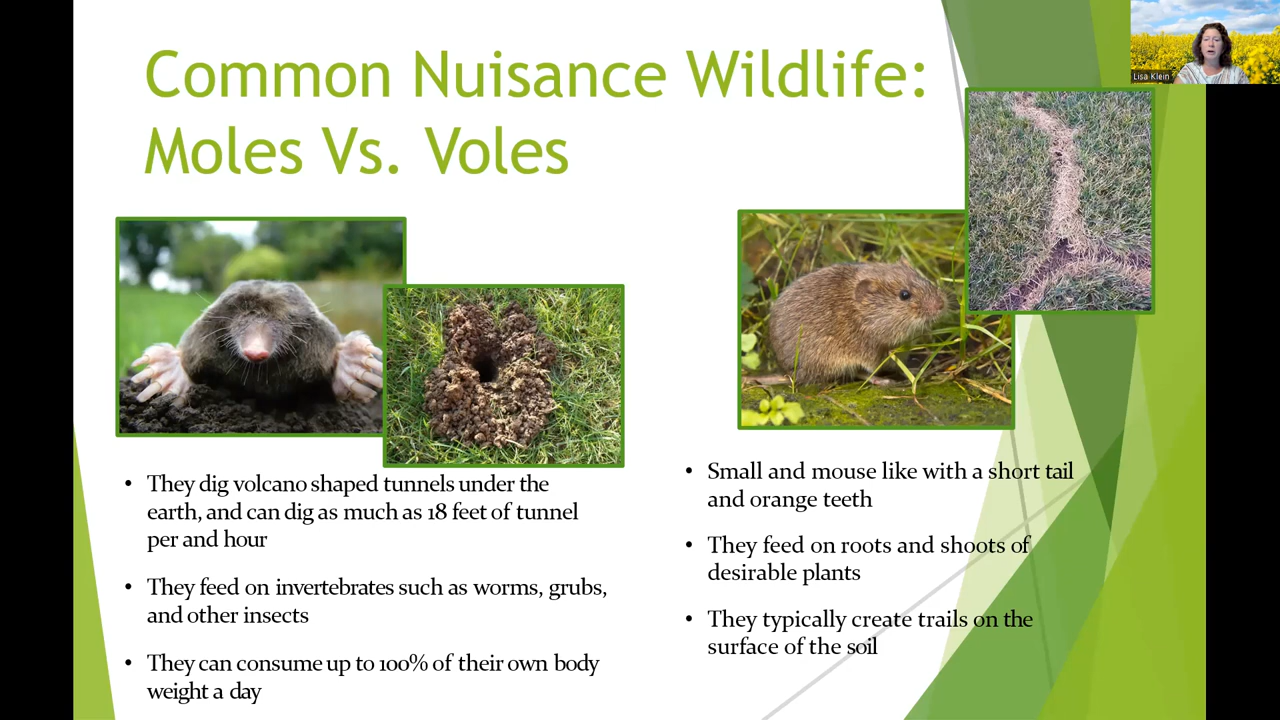 Common Nuisance Wildlife:
Moles Vs. Voles
Lisa Klein
• They dig volcano shaped tunnels under the
earth, and can dig as much as 18 feet of tunnel
per and hour
• They feed on invertebrates such as worms, grubs,
and other insects
• They can consume up to 100% of their own body
weight a day
• Small and mouse like with a short tail
and orange teeth
• They feed on roots and shoots of
desirable plants
• They typically create trails on the
surface of the soil